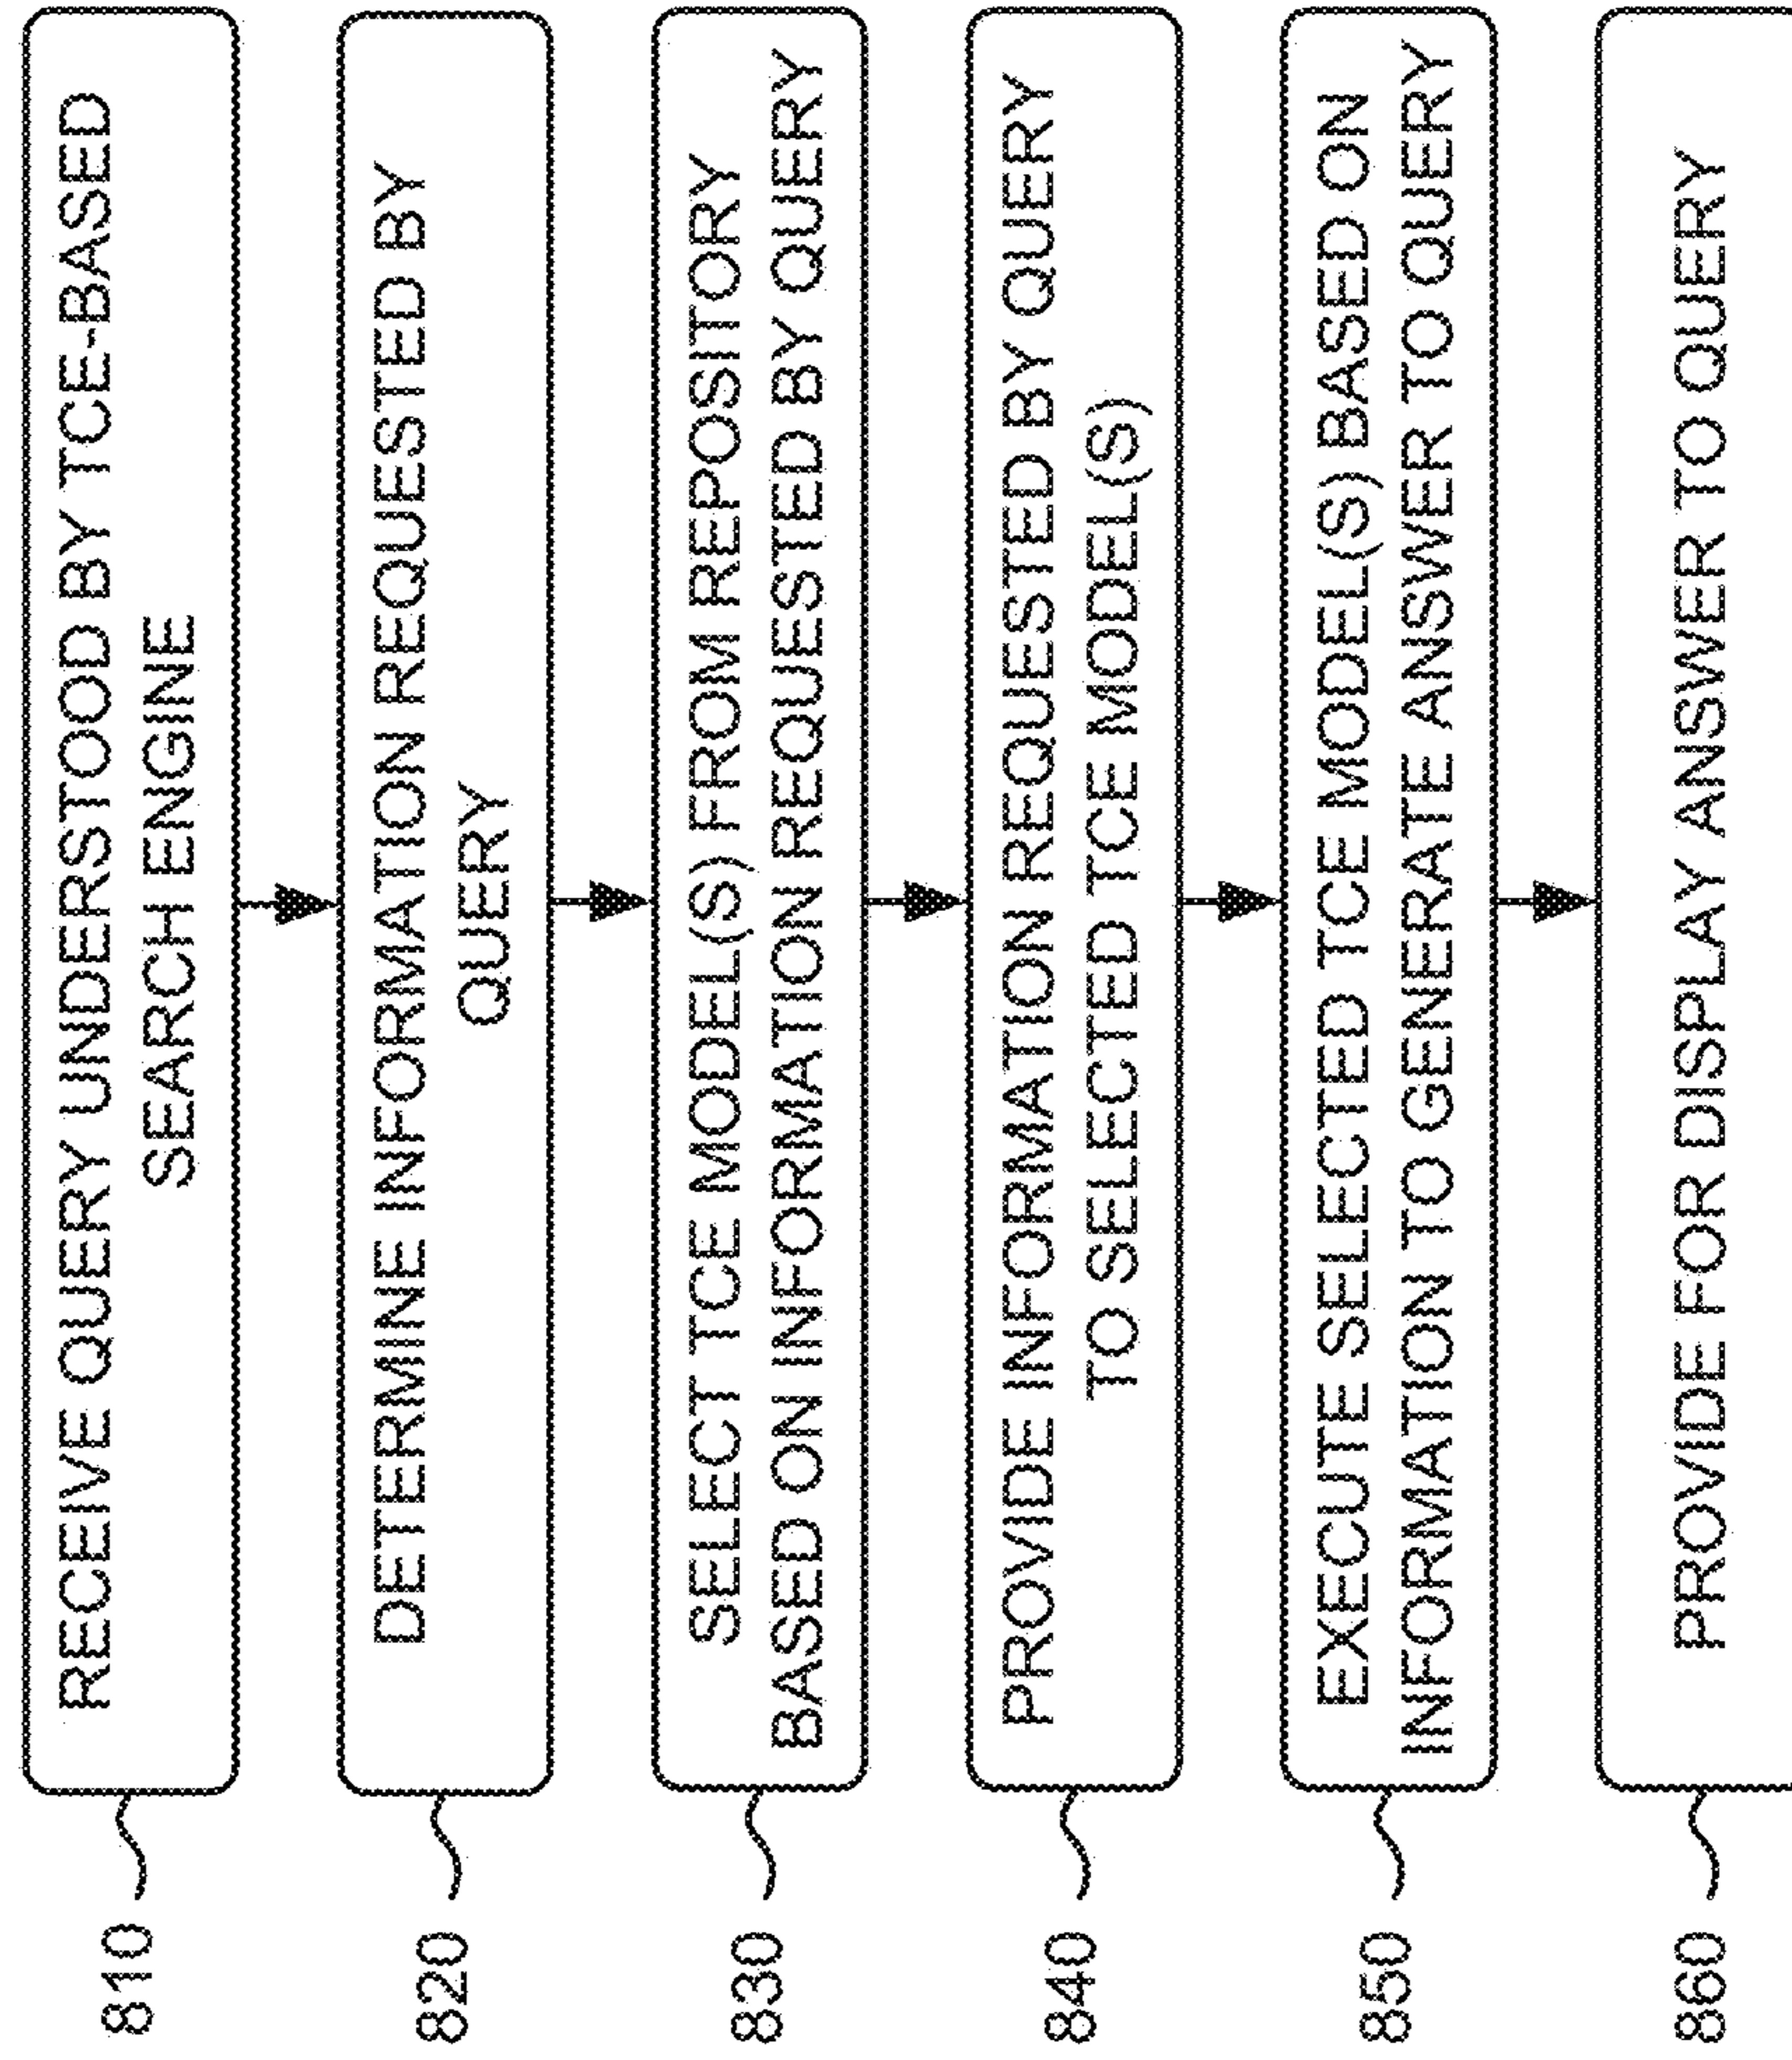 810
RECEIVE QUERY UNDERSTOOD BY TCE-BASED
SEARCH ENGINE
820
DETERMINE INFORMATION REQUESTED BY
QUERY
830
SELECT TCE MODEL(S) FROM REPOSITORY
BASED ON INFORMATION REQUESTED BY QUERY
840
PROVIDE INFORMATION REQUESTED BY QUERY
TO SELECTED TCE MODEL(S)
850
EXECUTE SELECTED TCE MODEL(S) BASED ON
INFORMATION TO GENERATE ANSWER TO QUERY
860
PROVIDE FOR DISPLAY ANSWER TO QUERY